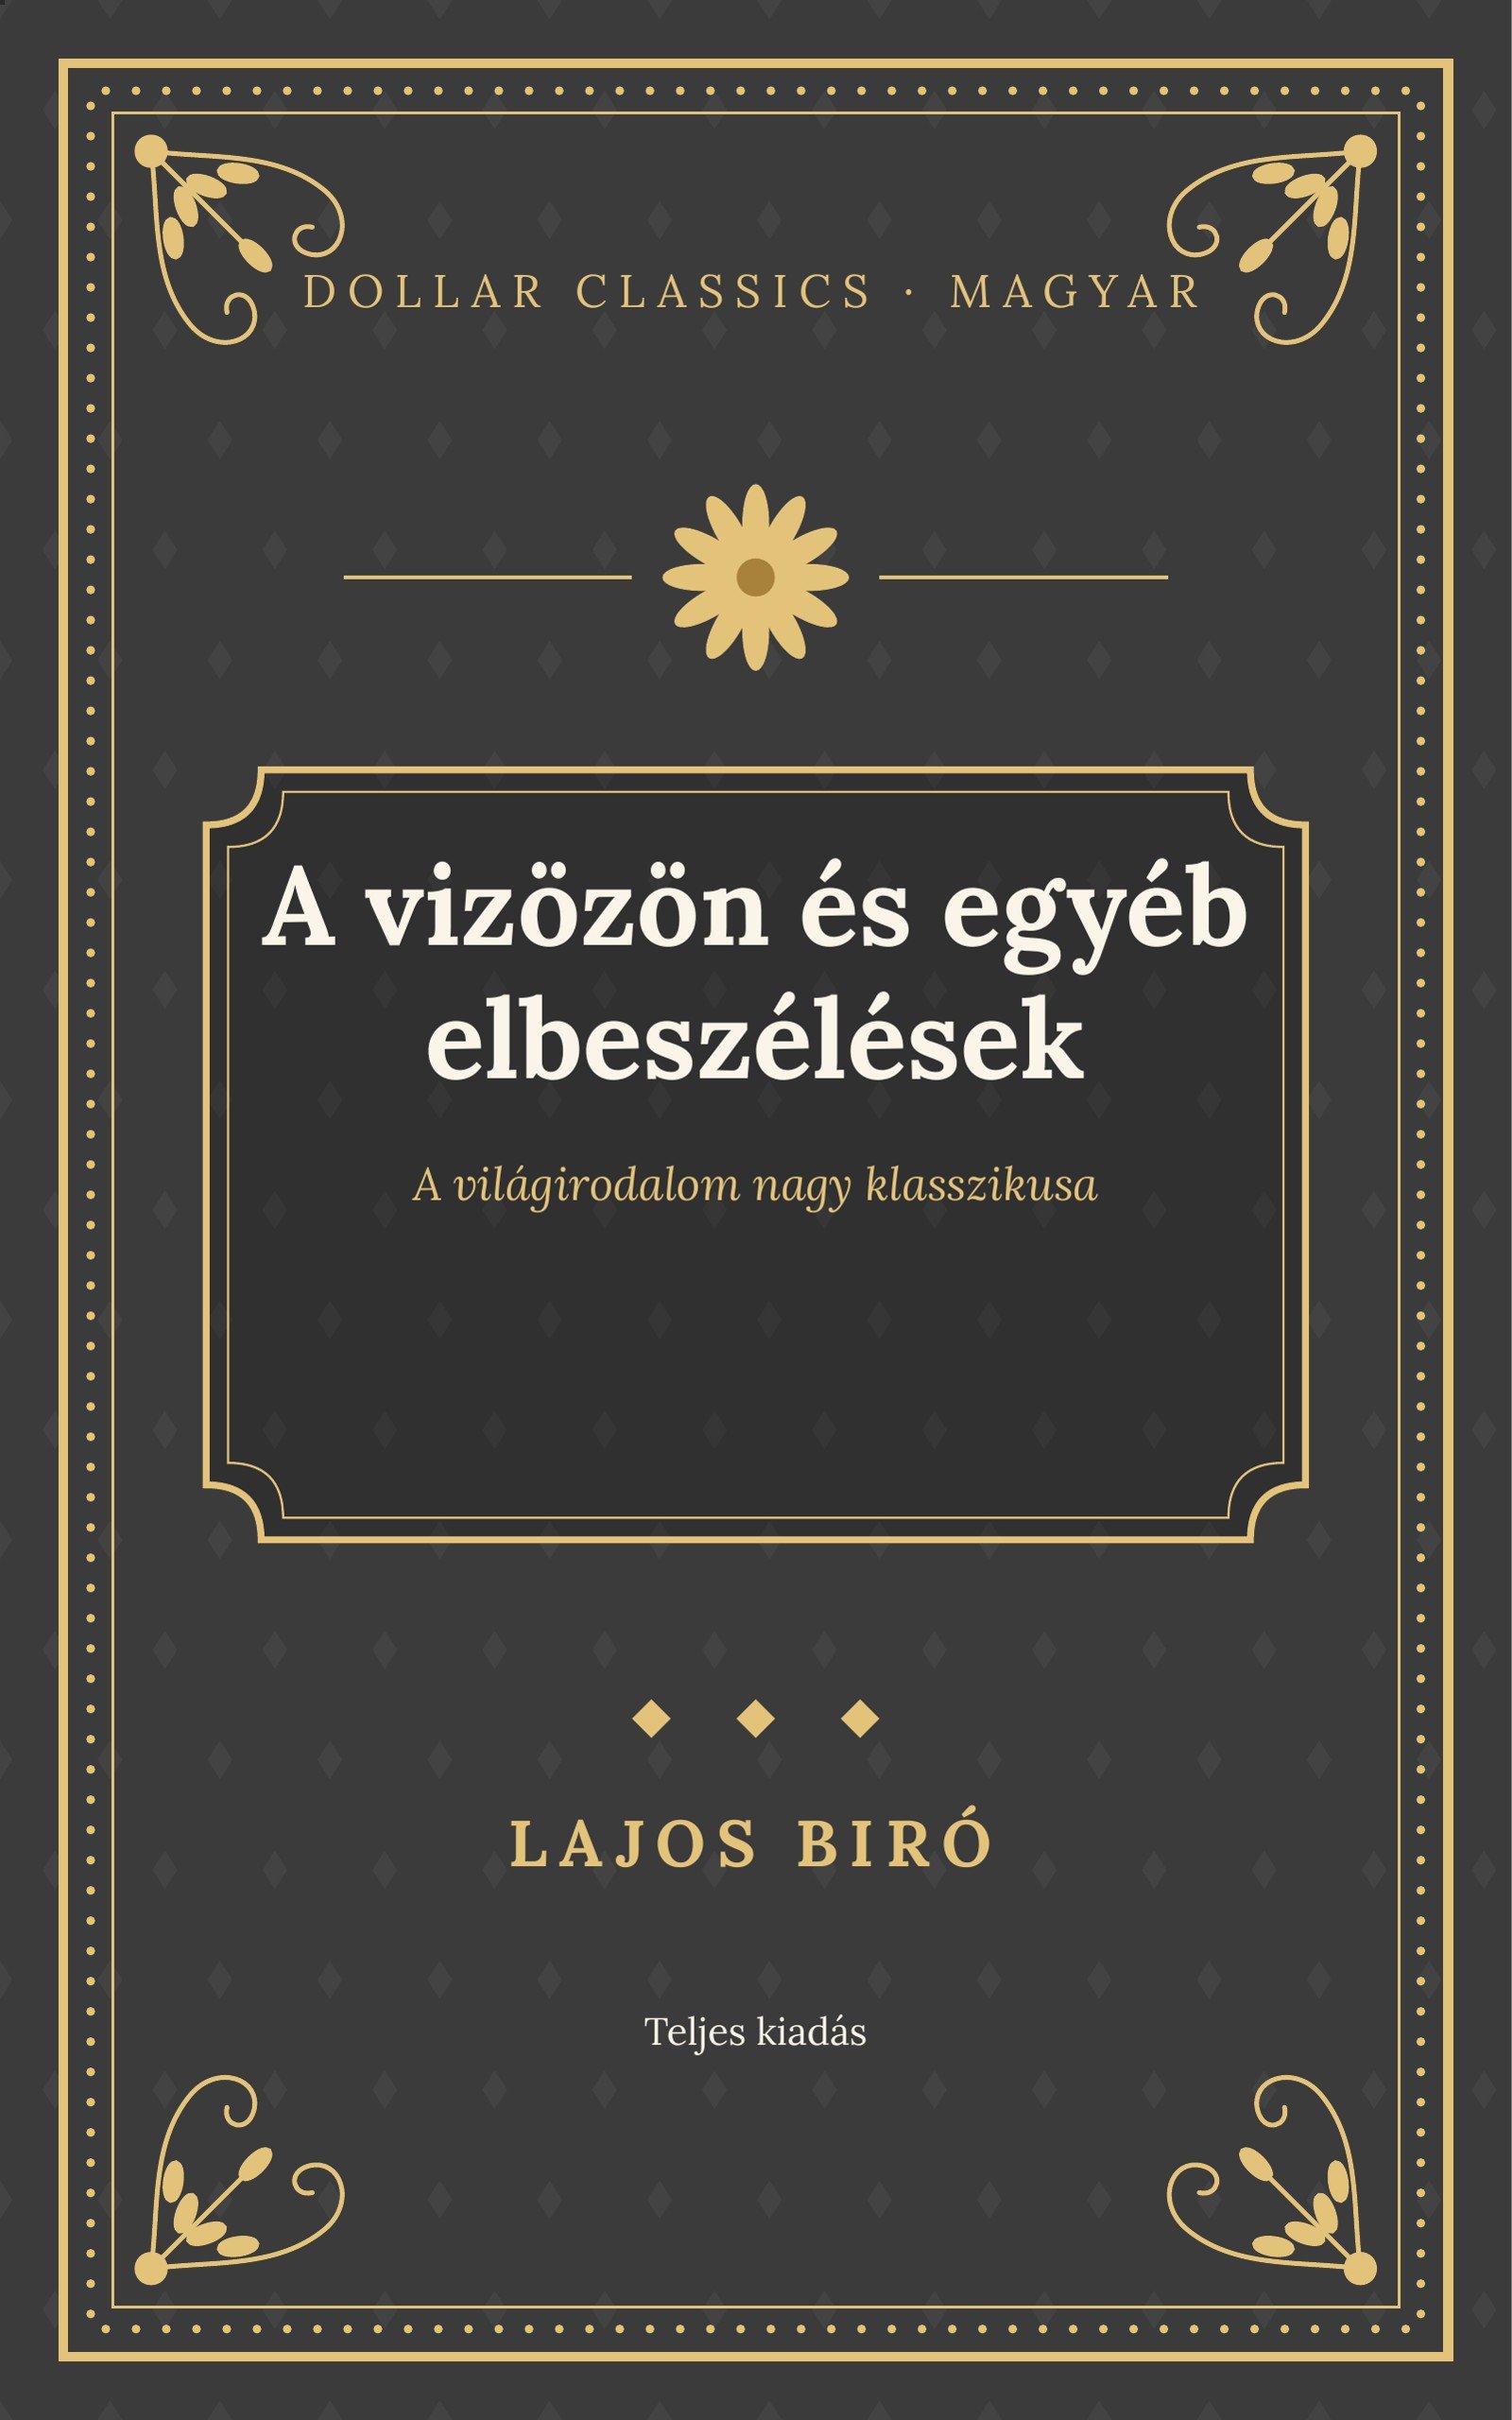 DOLLAR CLASSICS · MAGYAR
A vizözön és egyéb
elbeszélések
A világirodalom nagy klasszikusa
LAJOS BIRÓ
Teljes kiadás